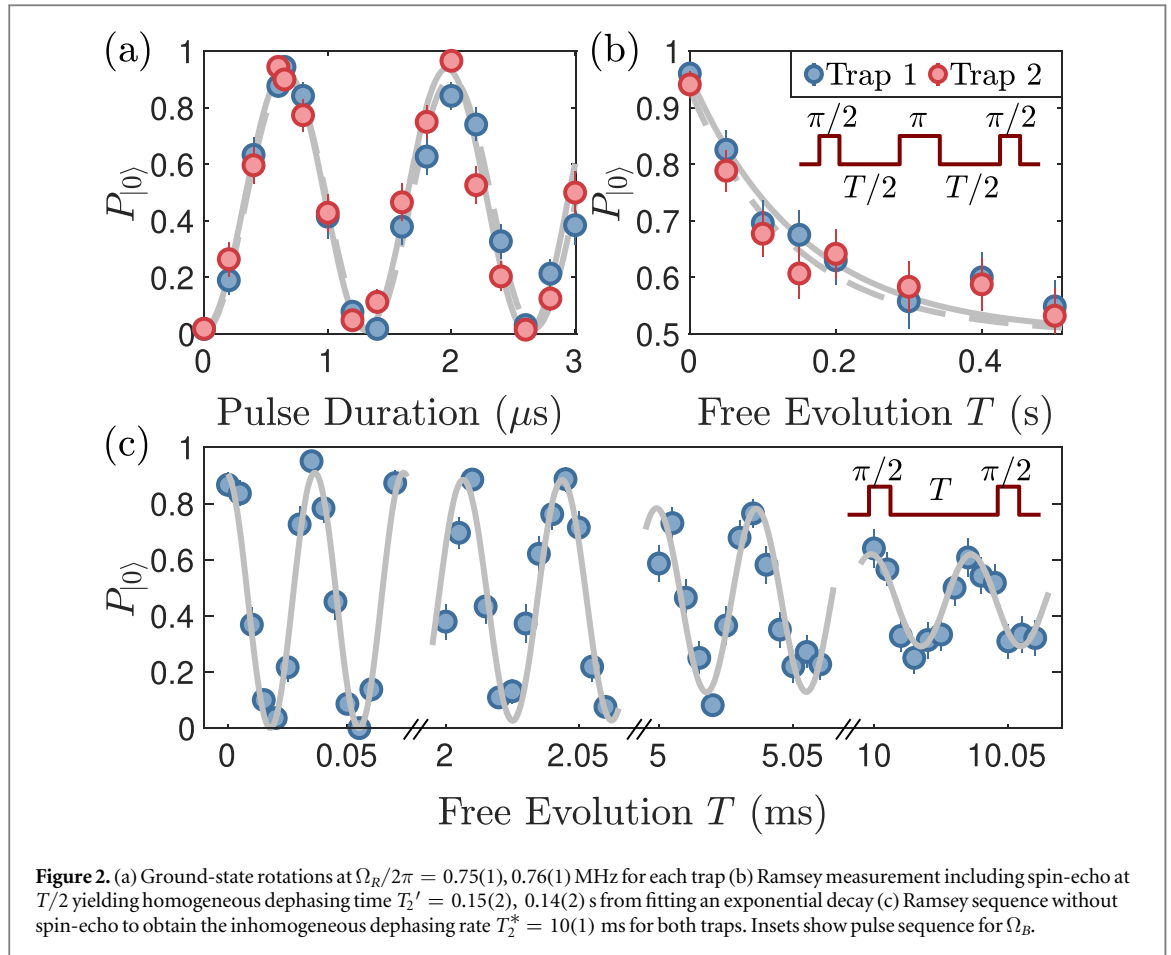 (a)
1
0.8
0.6
0.4
0.2
0
P|0⟩
0 1 2 3
Pulse Duration (μs)
(b)
1
0.9
0.8
0.7
0.6
0.5
P|0⟩
Trap 1 Trap 2
π/2 π π/2
T/2 T/2
0 0.2 0.4
Free Evolution T (s)
(c)
1
0.8
0.6
0.4
0.2
0
P|0⟩
π/2 π/2
T
0 0.05 2 2.05 5 5.05 10 10.05
Free Evolution T (ms)
Figure 2. (a) Ground-state rotations at Ω_R/2π = 0.75(1), 0.76(1) MHz for each trap (b) Ramsey measurement including spin-echo at
T/2 yielding homogeneous dephasing time T₂′ = 0.15(2), 0.14(2) s from fitting an exponential decay (c) Ramsey sequence without
spin-echo to obtain the inhomogeneous dephasing rate T₂* = 10(1) ms for both traps. Insets show pulse sequence for Ω_B.